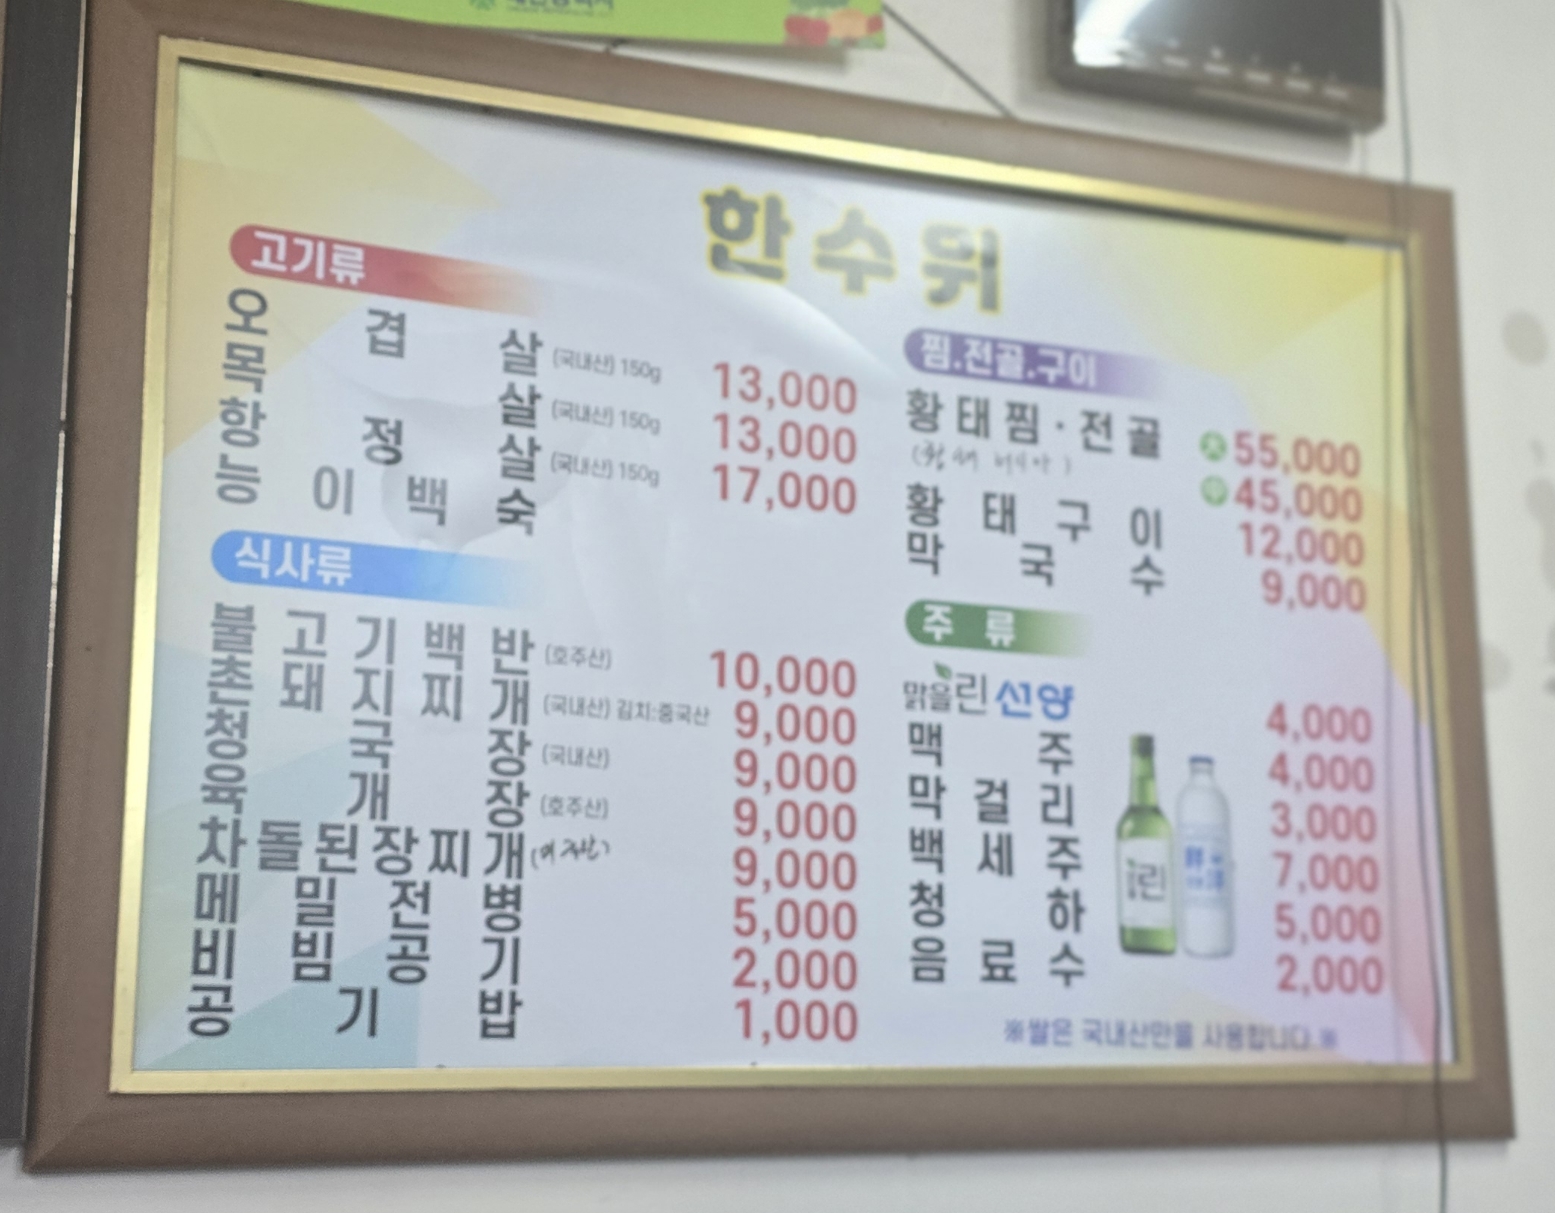 한수위
고기류
오겹살 (국내산) 150g 13,000
목살 (국내산) 150g 13,000
항정살 (국내산) 150g 17,000
능이백숙
식사류
불고기백반 (호주산) 10,000
촌돼지찌개 (국내산) 김치:중국산 9,000
청국장 (국내산) 9,000
육개장 (호주산) 9,000
차돌된장찌개 9,000
메밀전병 5,000
비빔공기 2,000
공기밥 1,000
찜.전골.구이
황태찜·전골 大 55,000
中 45,000
황태구이 12,000
막국수 9,000
주류
맑을린 선양 4,000
맥주 4,000
막걸리 3,000
백세주 7,000
청하 5,000
음료수 2,000
린
※쌀은 국내산만을 사용합니다.※